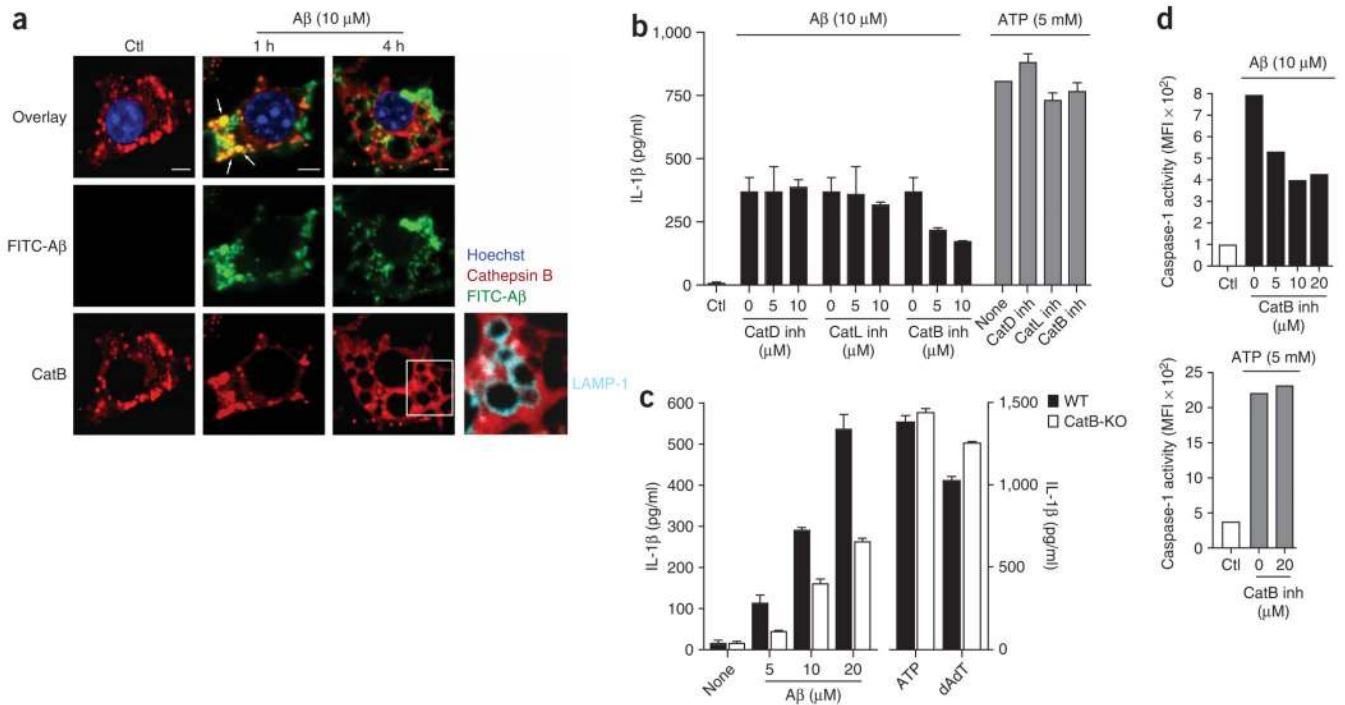 a
Aβ (10 μM)
Ctl
1 h
4 h
Overlay
FITC-Aβ
CatB
Hoechst
Cathepsin B
FITC-Aβ
LAMP-1
b
Aβ (10 μM)
ATP (5 mM)
IL-1β (pg/ml)
1,000
750
500
250
0
Ctl
0 5 10
0 5 10
0 5 10
CatD inh
(μM)
CatL inh
(μM)
CatB inh
(μM)
None
CatD inh
CatL inh
CatB inh
c
WT
CatB-KO
IL-1β (pg/ml)
600
500
400
300
200
100
0
None
5 10 20
Aβ (μM)
ATP
dAdT
1,500
1,000
500
0
IL-1β (pg/ml)
d
Aβ (10 μM)
Caspase-1 activity (MFI × 10²)
8
7
6
5
4
3
2
1
0
Ctl
0 5 10 20
CatB inh
(μM)
ATP (5 mM)
Caspase-1 activity (MFI × 10²)
25
20
15
10
5
0
Ctl
0 20
CatB inh
(μM)